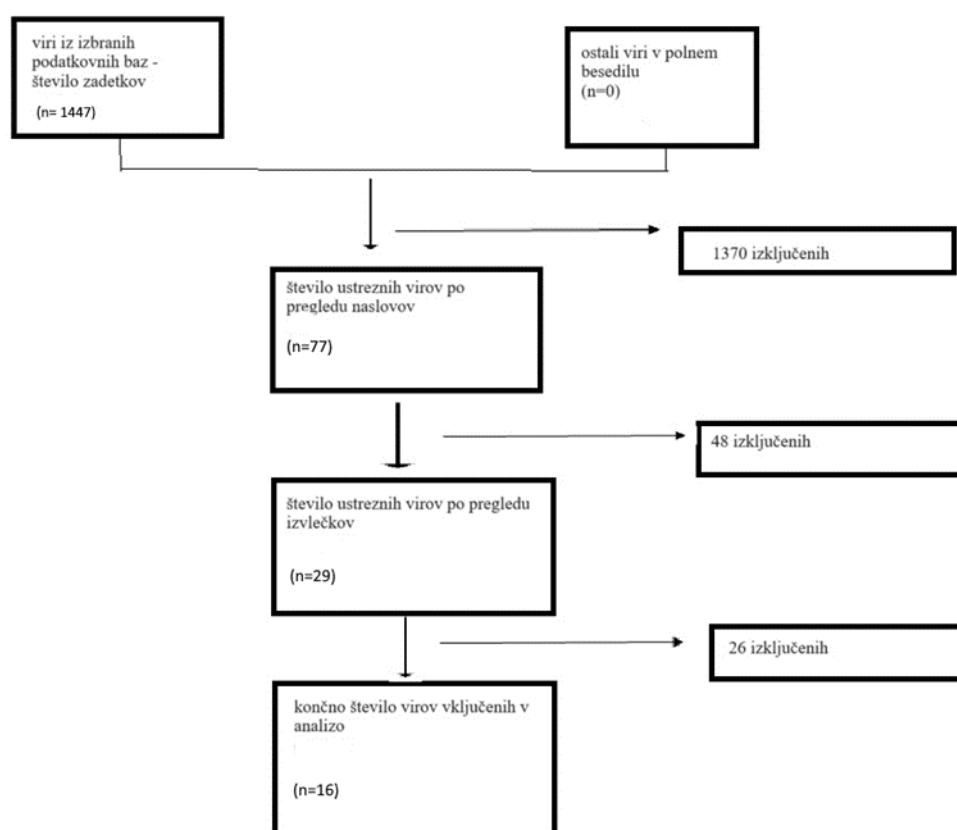 viri iz izbranih
podatkovnih baz -
število zadetkov
(n= 1447)
ostali viri v polnem
besedilu
(n=0)
1370 izključenih
število ustreznih virov po
pregledu naslovov
(n=77)
48 izključenih
število ustreznih virov po pregledu
izvlečkov
(n=29)
26 izključenih
končno število virov vključenih v
analizo
(n=16)